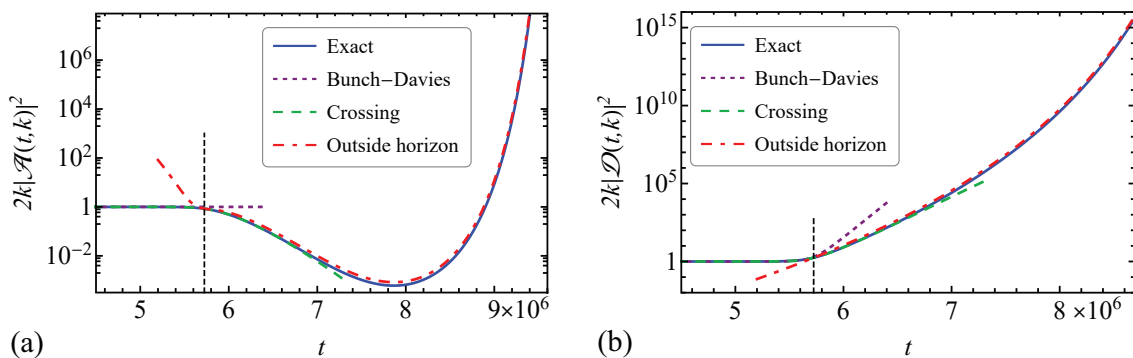 2k|𝒜(t,k)|²
10⁶
10⁴
10²
1
10⁻²
Exact
Bunch−Davies
Crossing
Outside horizon
5
6
7
8
9×10⁶
t
(a)
2k|𝒟(t,k)|²
10¹⁵
10¹⁰
10⁵
1
Exact
Bunch−Davies
Crossing
Outside horizon
5
6
7
8×10⁶
t
(b)